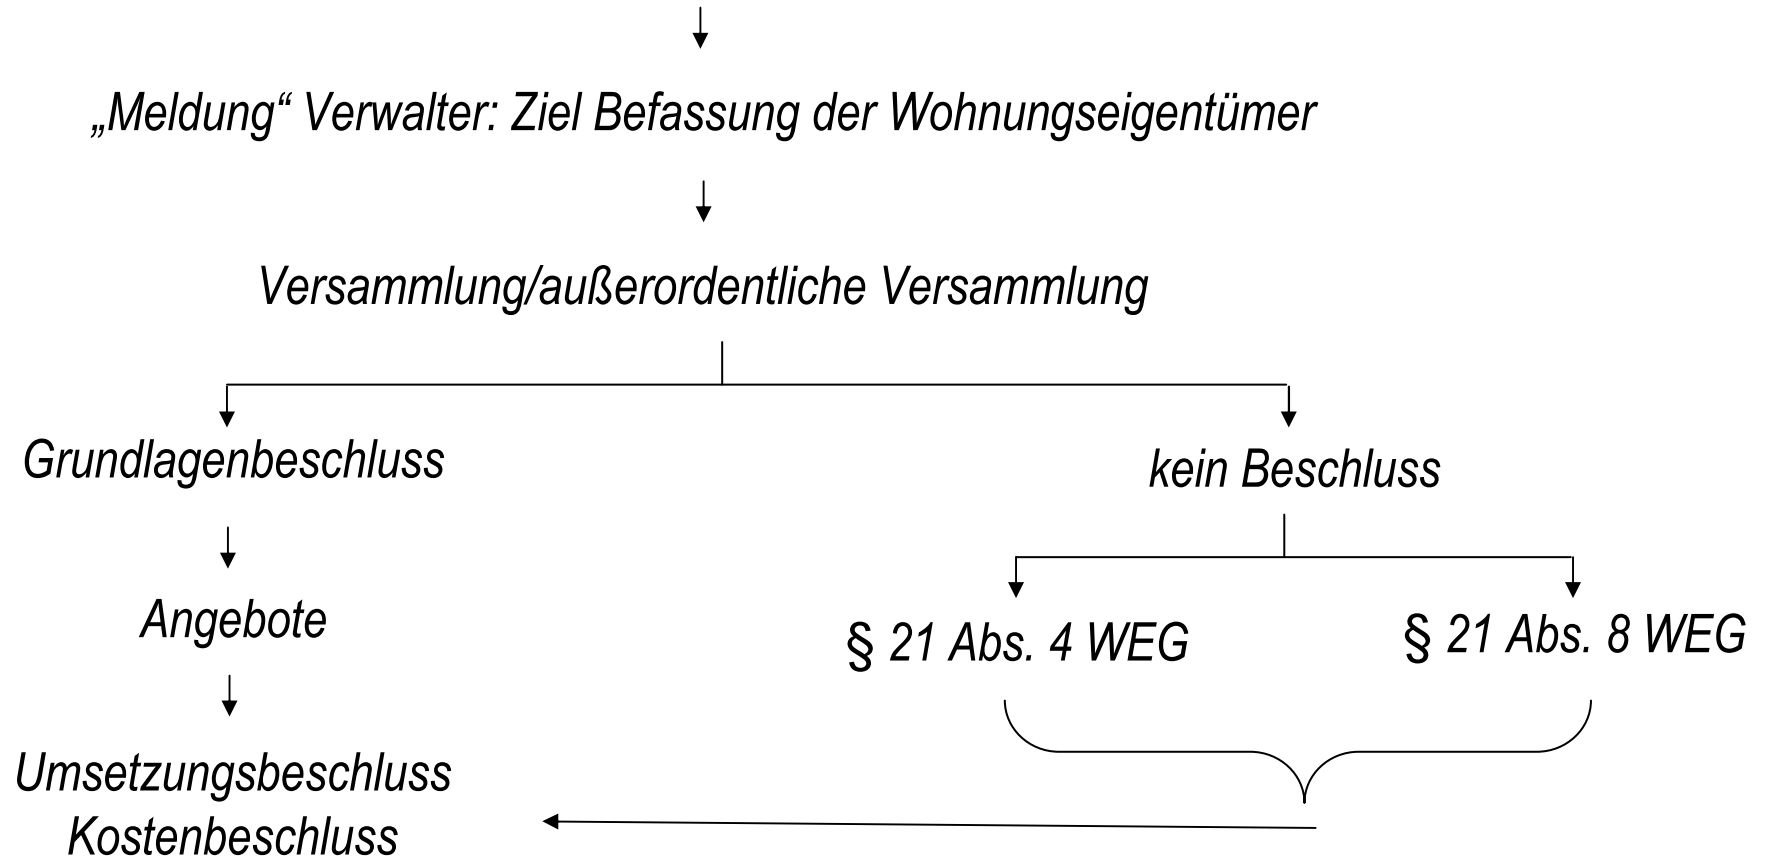 „Meldung“ Verwalter: Ziel Befassung der Wohnungseigentümer
Versammlung/außerordentliche Versammlung
Grundlagenbeschluss
kein Beschluss
Angebote
§ 21 Abs. 4 WEG
§ 21 Abs. 8 WEG
Umsetzungsbeschluss
Kostenbeschluss